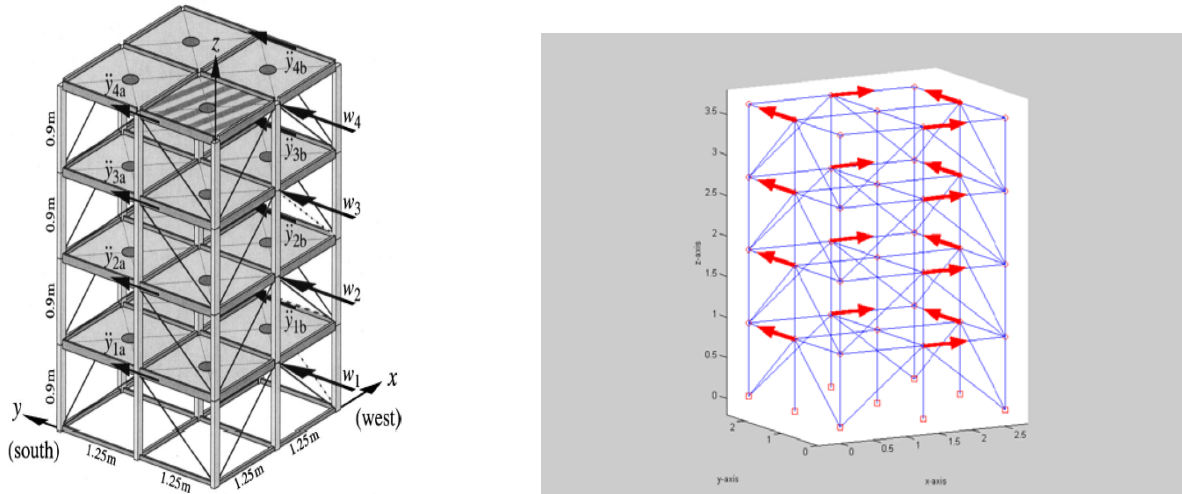 z
ÿ4b
ÿ4a
w4
0.9m
ÿ3b
ÿ3a
w3
0.9m
ÿ2b
ÿ2a
w2
0.9m
ÿ1b
ÿ1a
w1
0.9m
x
(west)
y
(south)
1.25m
1.25m
1.25m
1.25m
3.5
3
2.5
2
1.5
1
0.5
0
z-axis
2
1
0
y-axis
0
0.5
1
1.5
2
2.5
x-axis